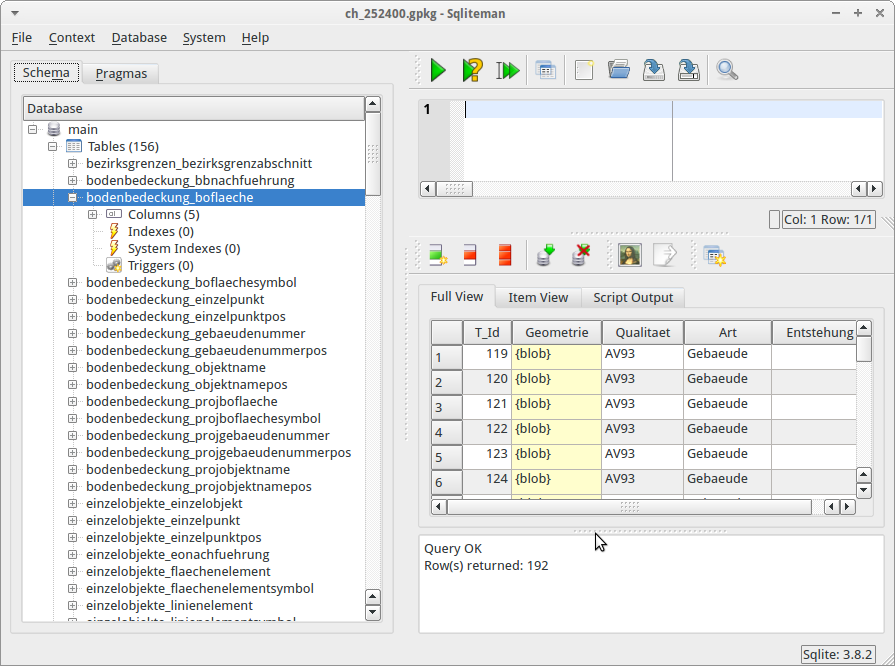 ch_252400.gpkg - Sqliteman
File Context Database System Help
Schema Pragmas
Database
main
Tables (156)
bezirksgrenzen_bezirksgrenzabschnitt
bodenbedeckung_bbnachfuehrung
bodenbedeckung_boflaeche
Columns (5)
Indexes (0)
System Indexes (0)
Triggers (0)
bodenbedeckung_boflaechesymbol
bodenbedeckung_einzelpunkt
bodenbedeckung_einzelpunktpos
bodenbedeckung_gebaeudenummer
bodenbedeckung_gebaeudenummerpos
bodenbedeckung_objektname
bodenbedeckung_objektnamepos
bodenbedeckung_projboflaeche
bodenbedeckung_projboflaechesymbol
bodenbedeckung_projgebaeudenummer
bodenbedeckung_projgebaeudenummerpos
bodenbedeckung_projobjektname
bodenbedeckung_projobjektnamepos
einzelobjekte_einzelobjekt
einzelobjekte_einzelpunkt
einzelobjekte_einzelpunktpos
einzelobjekte_eonachfuehrung
einzelobjekte_flaechenelement
einzelobjekte_flaechenelementsymbol
einzelobjekte_linienelement
1
Col: 1 Row: 1/1
Full View Item View Script Output
T_Id Geometrie Qualitaet Art Entstehung
1 119 {blob} AV93 Gebaeude
2 120 {blob} AV93 Gebaeude
3 121 {blob} AV93 Gebaeude
4 122 {blob} AV93 Gebaeude
5 123 {blob} AV93 Gebaeude
6 124 {blob} AV93 Gebaeude
Query OK
Row(s) returned: 192
Sqlite: 3.8.2